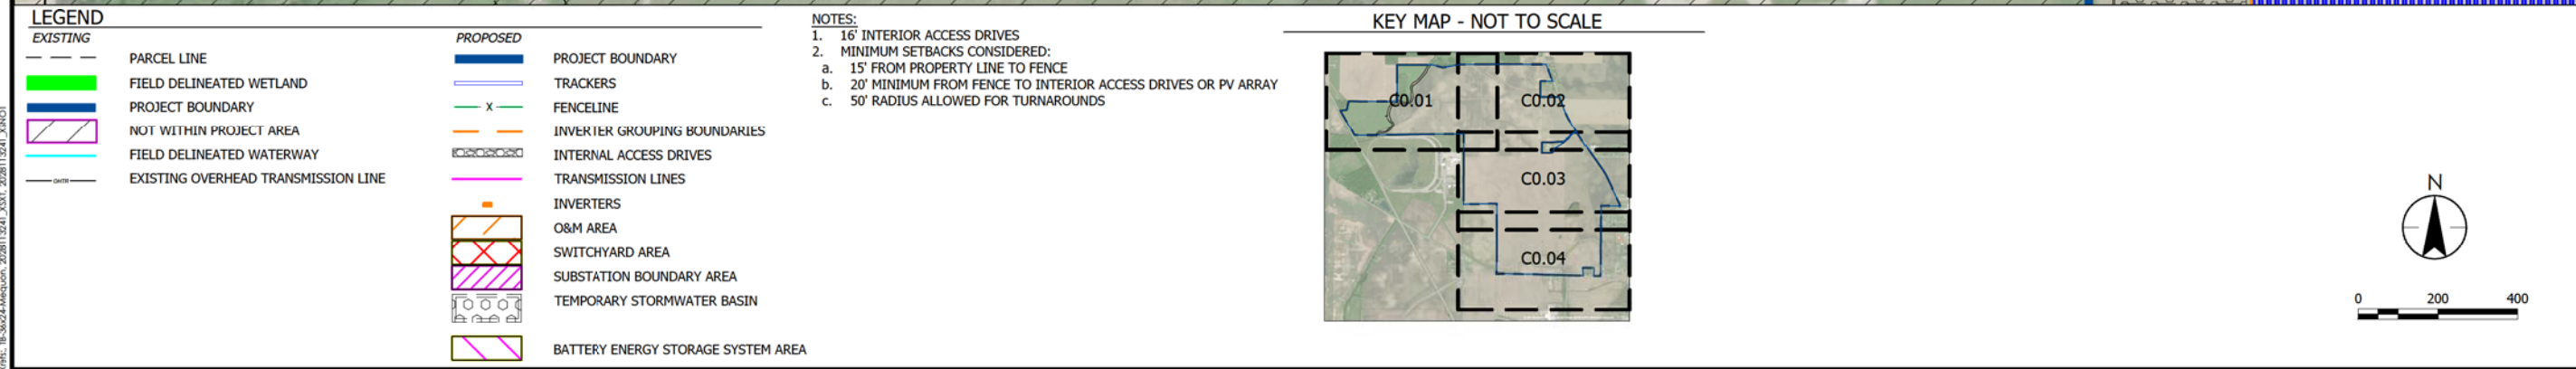 LEGEND
EXISTING
PARCEL LINE
FIELD DELINEATED WETLAND
PROJECT BOUNDARY
NOT WITHIN PROJECT AREA
FIELD DELINEATED WATERWAY
OHTR
EXISTING OVERHEAD TRANSMISSION LINE
PROPOSED
PROJECT BOUNDARY
TRACKERS
X
FENCELINE
INVERTER GROUPING BOUNDARIES
INTERNAL ACCESS DRIVES
TRANSMISSION LINES
INVERTERS
O&M AREA
SWITCHYARD AREA
SUBSTATION BOUNDARY AREA
TEMPORARY STORMWATER BASIN
BATTERY ENERGY STORAGE SYSTEM AREA
NOTES:
1. 16' INTERIOR ACCESS DRIVES
2. MINIMUM SETBACKS CONSIDERED:
a. 15' FROM PROPERTY LINE TO FENCE
b. 20' MINIMUM FROM FENCE TO INTERIOR ACCESS DRIVES OR PV ARRAY
c. 50' RADIUS ALLOWED FOR TURNAROUNDS
KEY MAP - NOT TO SCALE
C0.01
C0.02
C0.03
C0.04
N
0 200 400